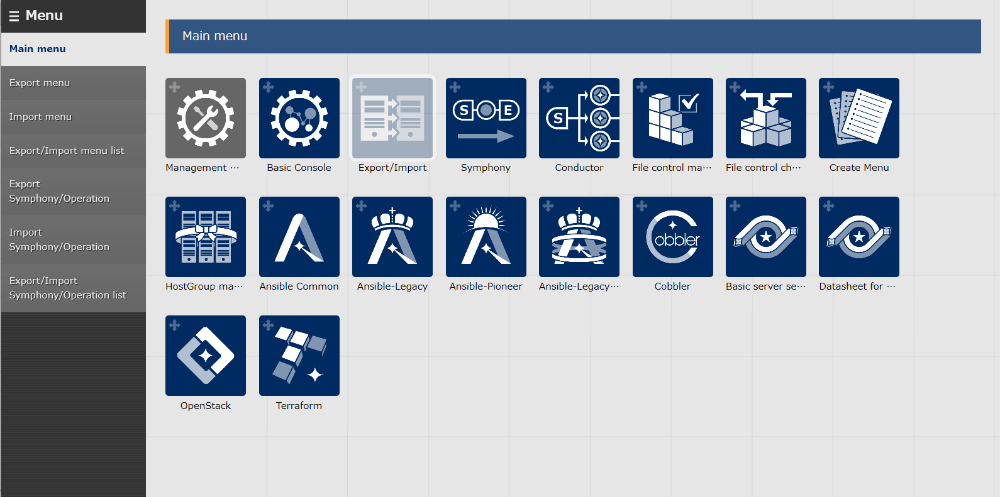 Menu
Main menu
Export menu
Import menu
Export/Import menu list
Export
Symphony/Operation
Import
Symphony/Operation
Export/Import
Symphony/Operation list
Main menu
S E
S
Management ···
Basic Console
Export/Import
Symphony
Conductor
File control ma···
File control ch···
Create Menu
obbler
HostGroup ma···
Ansible Common
Ansible-Legacy
Ansible-Pioneer
Ansible-Legacy···
Cobbler
Basic server se···
Datasheet for ···
OpenStack
Terraform